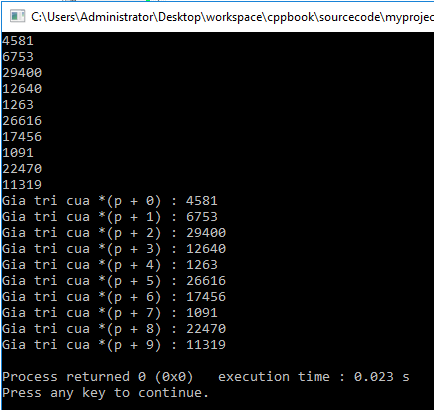 C:\Users\Administrator\Desktop\workspace\cppbook\sourcecode\myprojec
4581
6753
29400
12640
1263
26616
17456
1091
22470
11319
Gia tri cua *(p + 0) : 4581
Gia tri cua *(p + 1) : 6753
Gia tri cua *(p + 2) : 29400
Gia tri cua *(p + 3) : 12640
Gia tri cua *(p + 4) : 1263
Gia tri cua *(p + 5) : 26616
Gia tri cua *(p + 6) : 17456
Gia tri cua *(p + 7) : 1091
Gia tri cua *(p + 8) : 22470
Gia tri cua *(p + 9) : 11319
Process returned 0 (0x0)   execution time : 0.023 s
Press any key to continue.